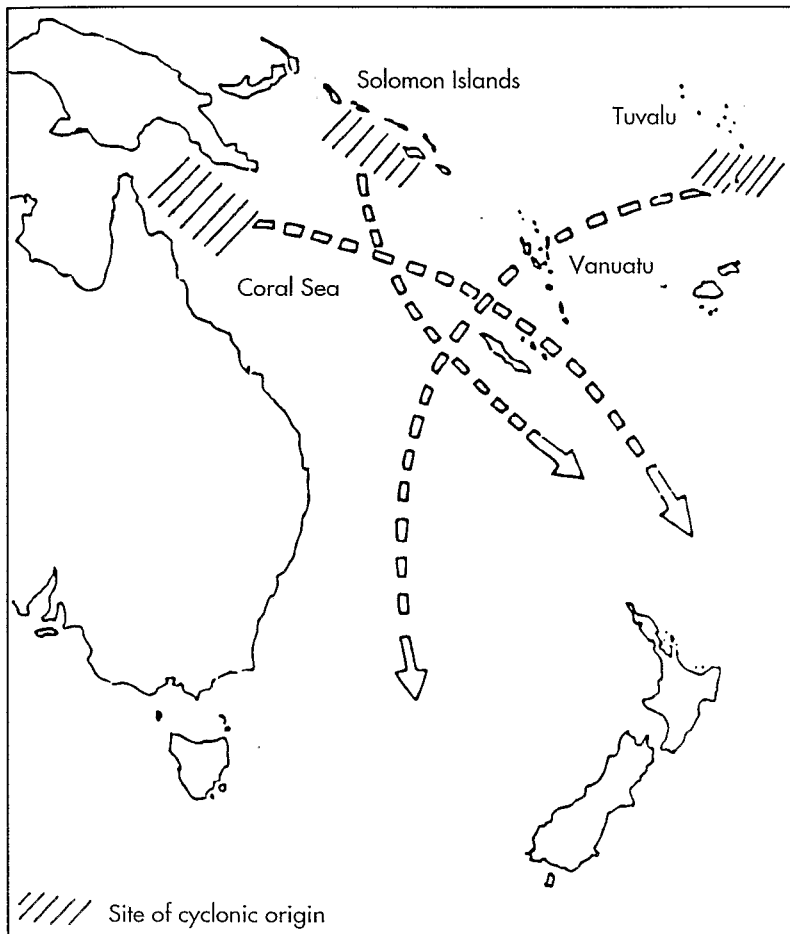 Solomon Islands
Tuvalu
Vanuatu
Coral Sea
Site of cyclonic origin